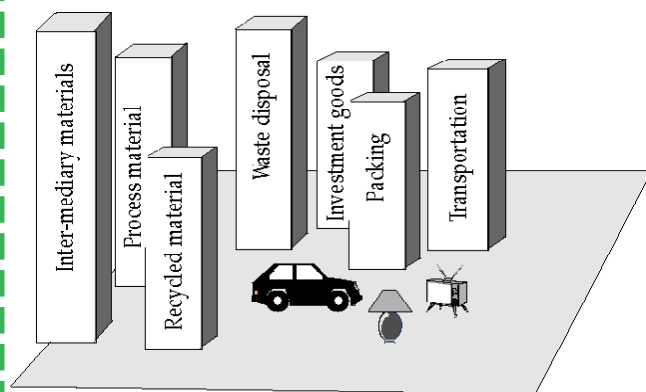 Inter-mediary materials
Process material
Recycled material
Waste disposal
Investment goods
Packing
Transportation